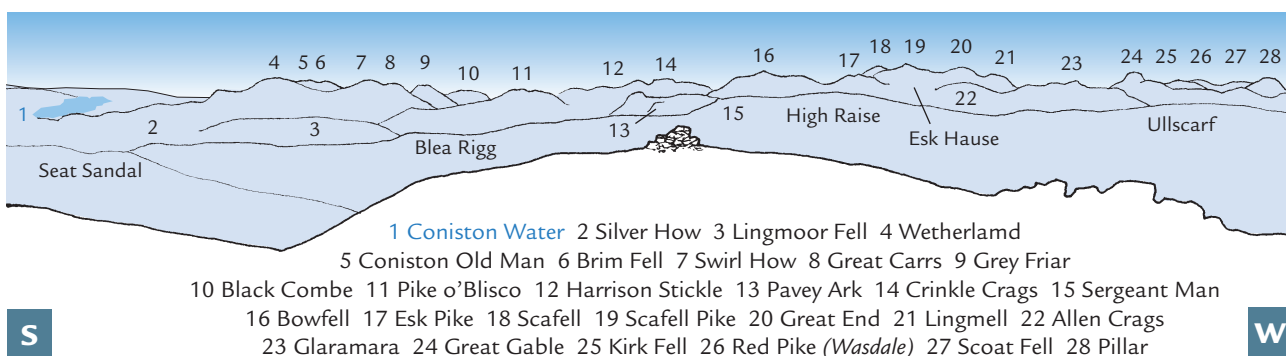 4 5 6 7 8 9 10 11 12 14 16 17 18 19 20 21 23 24 25 26 27 28
1 2 3 13 15 22
Seat Sandal Blea Rigg High Raise Esk Hause Ullscarf
1 Coniston Water 2 Silver How 3 Lingmoor Fell 4 Wetherlamd
5 Coniston Old Man 6 Brim Fell 7 Swirl How 8 Great Carrs 9 Grey Friar
10 Black Combe 11 Pike o’Blisco 12 Harrison Stickle 13 Pavey Ark 14 Crinkle Crags 15 Sergeant Man
16 Bowfell 17 Esk Pike 18 Scafell 19 Scafell Pike 20 Great End 21 Lingmell 22 Allen Crags
23 Glaramara 24 Great Gable 25 Kirk Fell 26 Red Pike (Wasdale) 27 Scoat Fell 28 Pillar
S
W